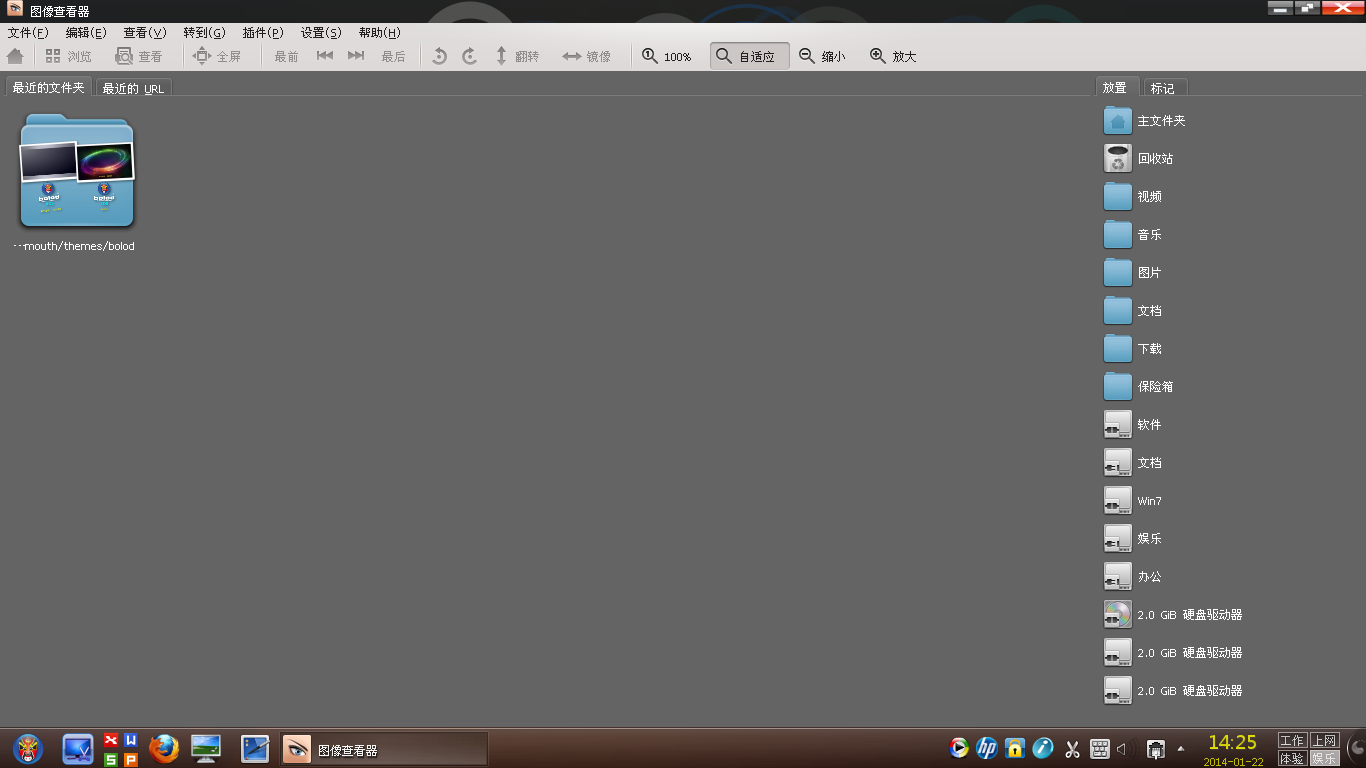 图像查看器
文件(F) 编辑(E) 查看(V) 转到(G) 插件(P) 设置(S) 帮助(H)
浏览 查看 全屏 最前 最后 翻转 镜像 100% 自适应 缩小 放大
最近的文件夹 最近的 URL
放置 标记
bolod bolod
···mouth/themes/bolod
主文件夹
回收站
视频
音乐
图片
文档
下载
保险箱
软件
文档
Win7
娱乐
办公
2.0 GiB 硬盘驱动器
2.0 GiB 硬盘驱动器
2.0 GiB 硬盘驱动器
X W
S P
图像查看器
hp
14:25
2014-01-22
工作 上网
体验 娱乐